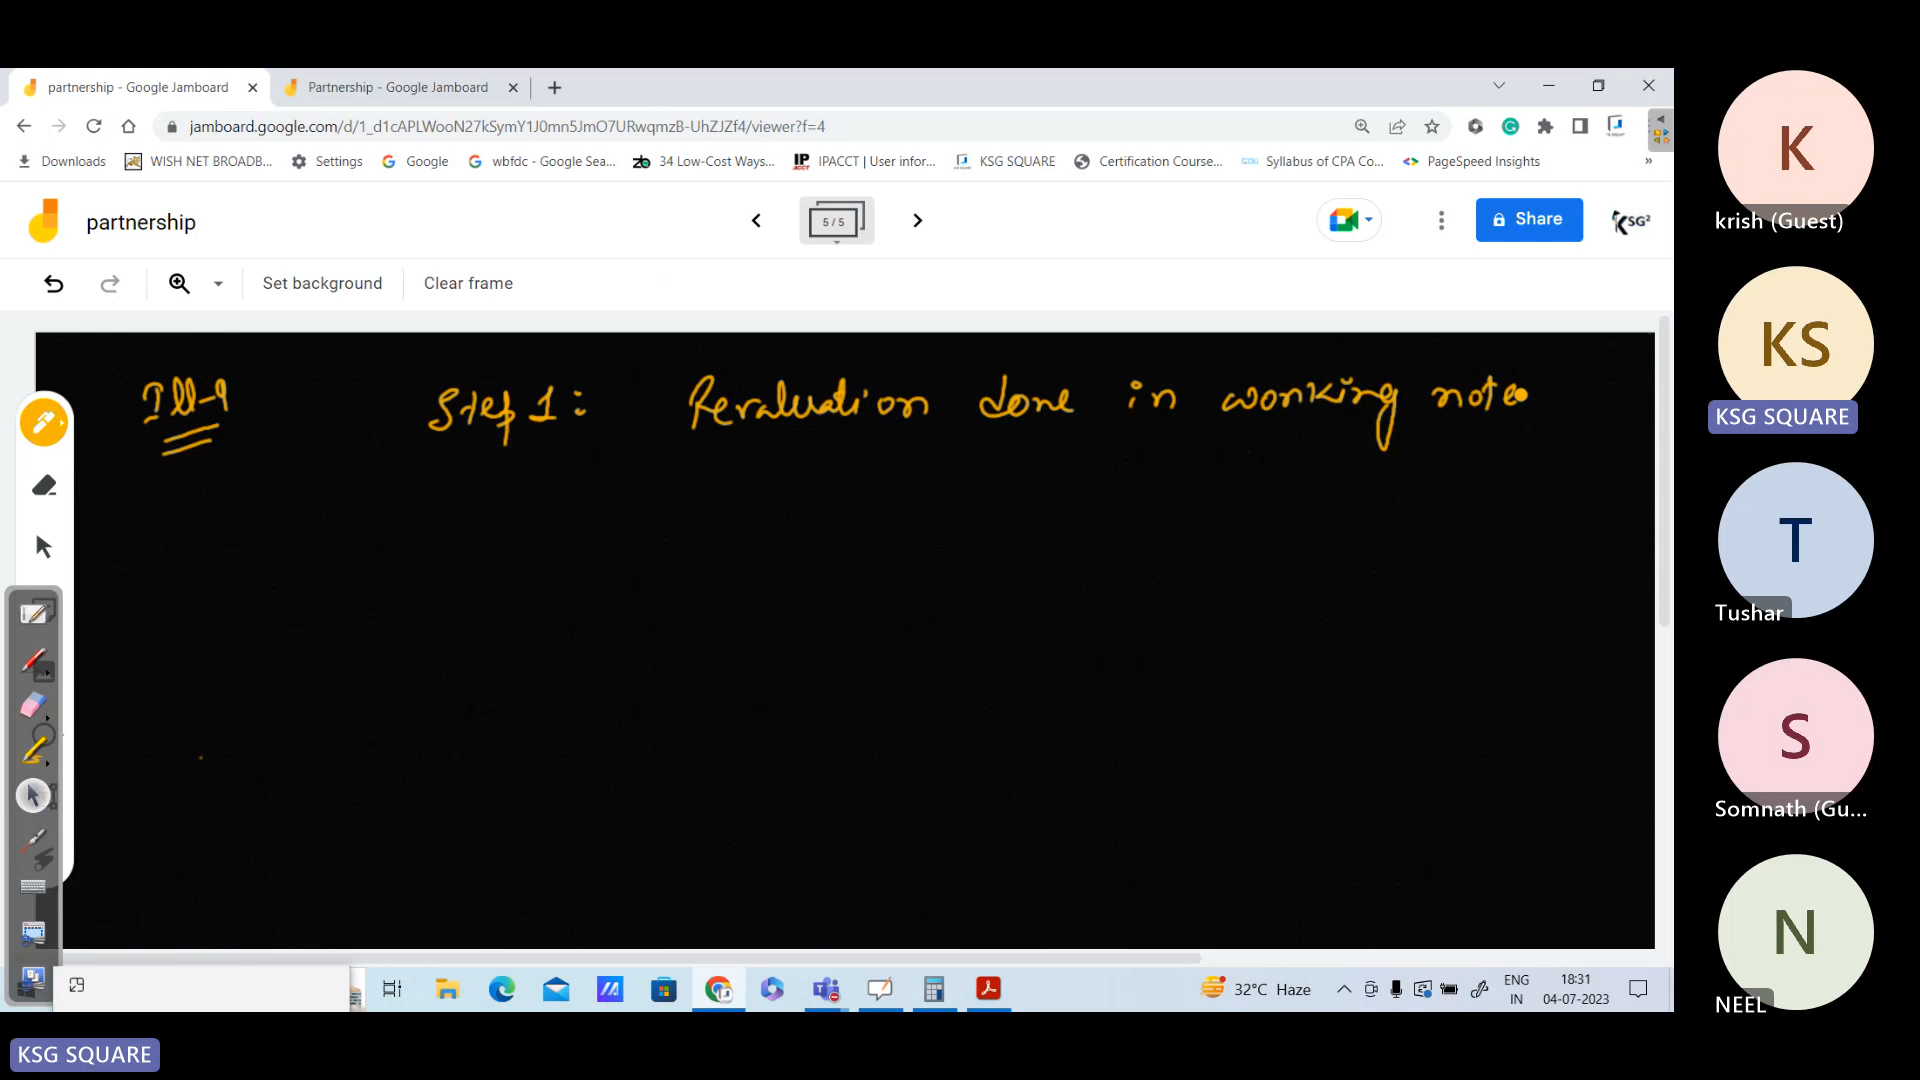 partnership - Google Jamboard
Partnership - Google Jamboard
jamboard.google.com/d/1_d1cAPLWooN27kSymY1J0mn5JmO7URwqmzB-UhZJZf4/viewer?f=4
Downloads WISH NET BROADB... Settings Google wbfdc - Google Sea... 34 Low-Cost Ways... IPACCT | User infor... KSG SQUARE Certification Course... Syllabus of CPA Co... PageSpeed Insights »
partnership
5 / 5
Share
KSG²
Set background
Clear frame
Ill-9 Step 1: Revaluation done in working note
32°C Haze
ENG
IN
18:31
04-07-2023
K
krish (Guest)
KS
KSG SQUARE
T
Tushar
S
Somnath (Gu...
N
NEEL
KSG SQUARE